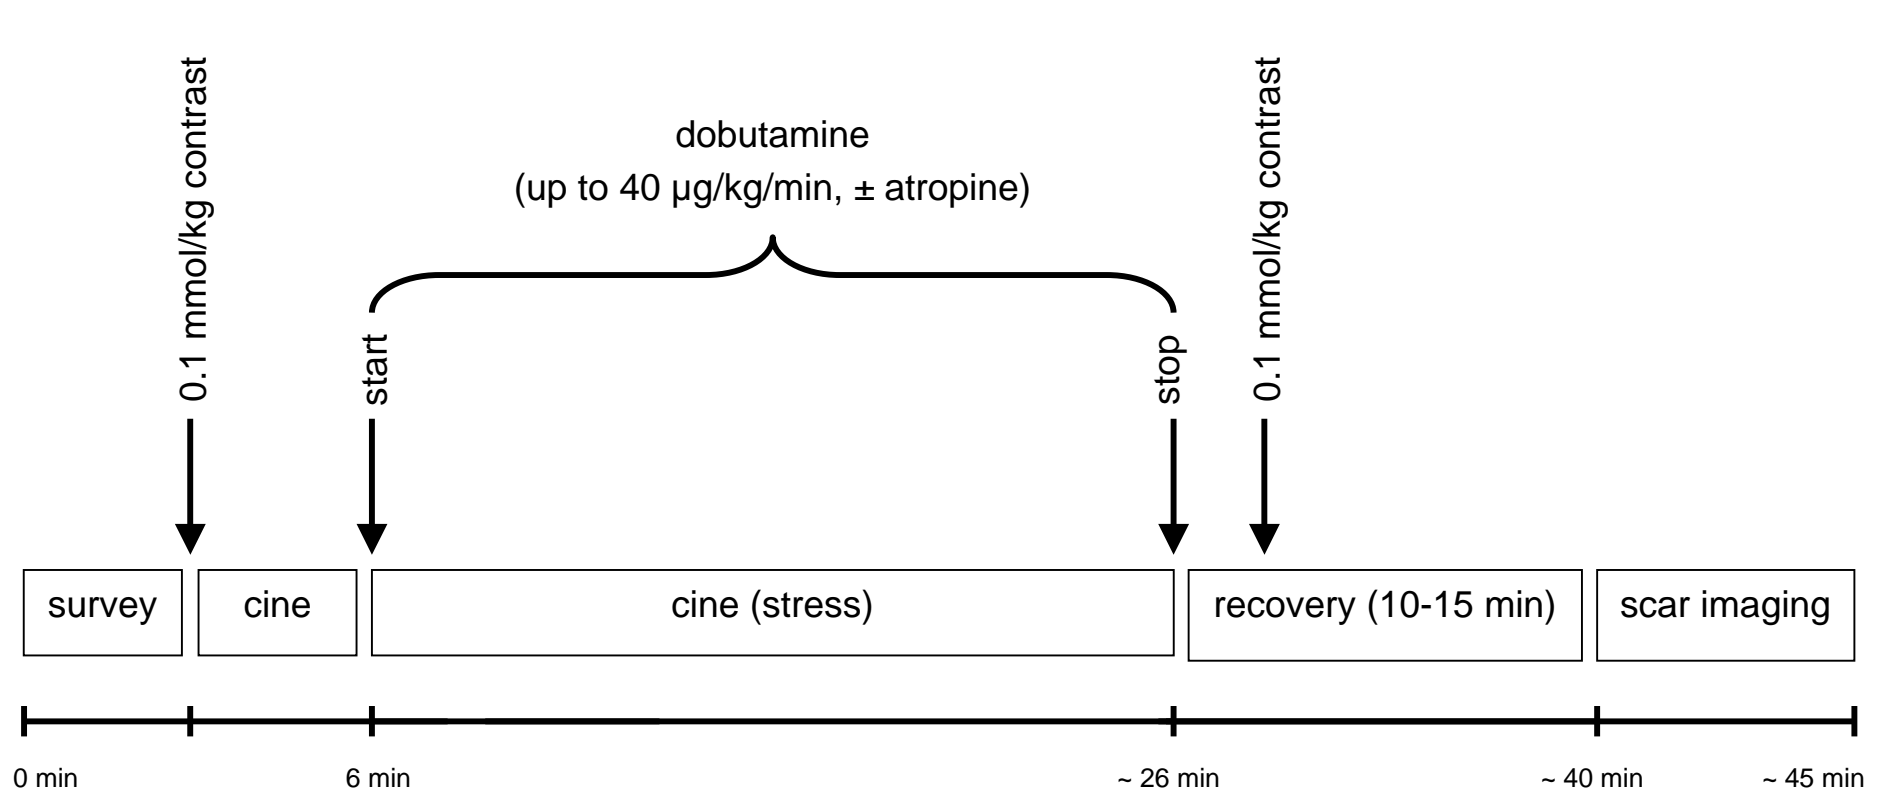 0.1 mmol/kg contrast
dobutamine
(up to 40 µg/kg/min, ± atropine)
start
stop
0.1 mmol/kg contrast
survey
cine
cine (stress)
recovery (10-15 min)
scar imaging
0 min
6 min
~ 26 min
~ 40 min
~ 45 min